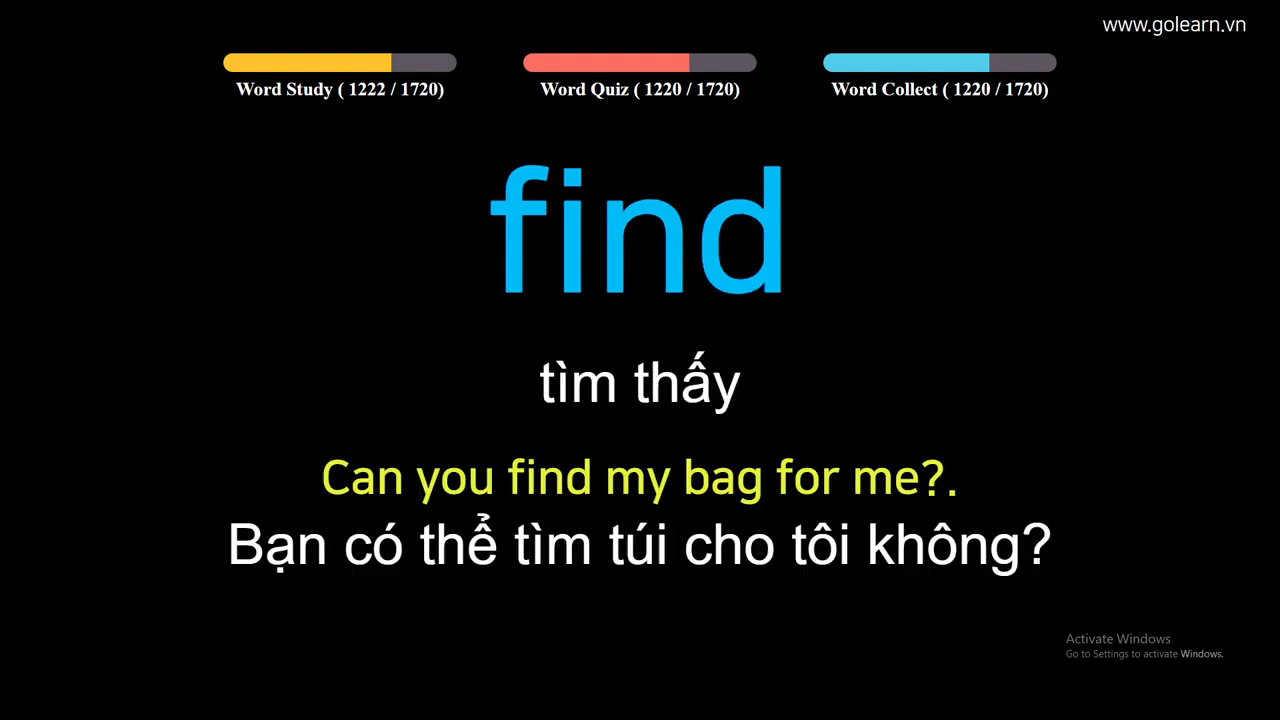 www.golearn.vn
Word Study ( 1222 / 1720)
Word Quiz ( 1220 / 1720)
Word Collect ( 1220 / 1720)
find
tìm thấy
Can you find my bag for me?.
Bạn có thể tìm túi cho tôi không?
Activate Windows
Go to Settings to activate Windows.